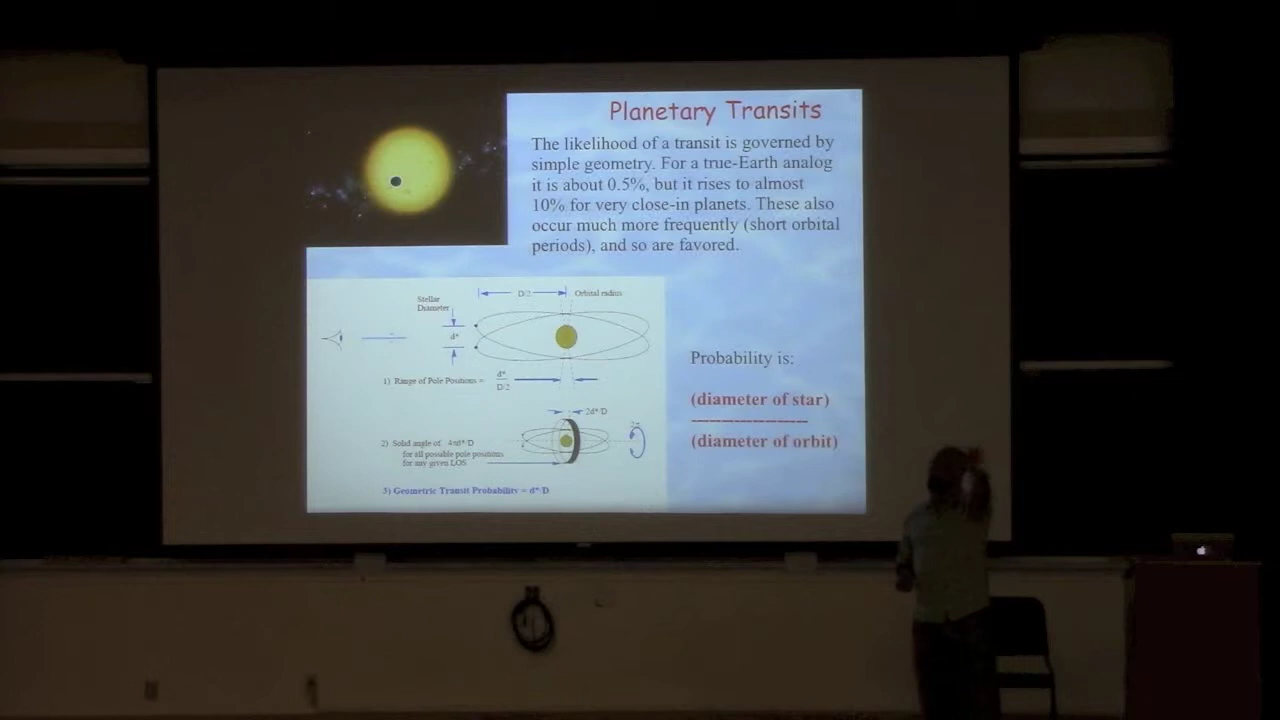 Planetary Transits
The likelihood of a transit is governed by
simple geometry. For a true-Earth analog
it is about 0.5%, but it rises to almost
10% for very close-in planets. These also
occur much more frequently (short orbital
periods), and so are favored.
D/2
Orbital radius
Stellar
Diameter
d*
1) Range of Pole Positions = d*
D/2
2d*/D
2) Solid angle of 4πd*/D
for all possible pole positions
for any given LOS
3) Geometric Transit Probability = d*/D
Probability is:
(diameter of star)
------------
(diameter of orbit)